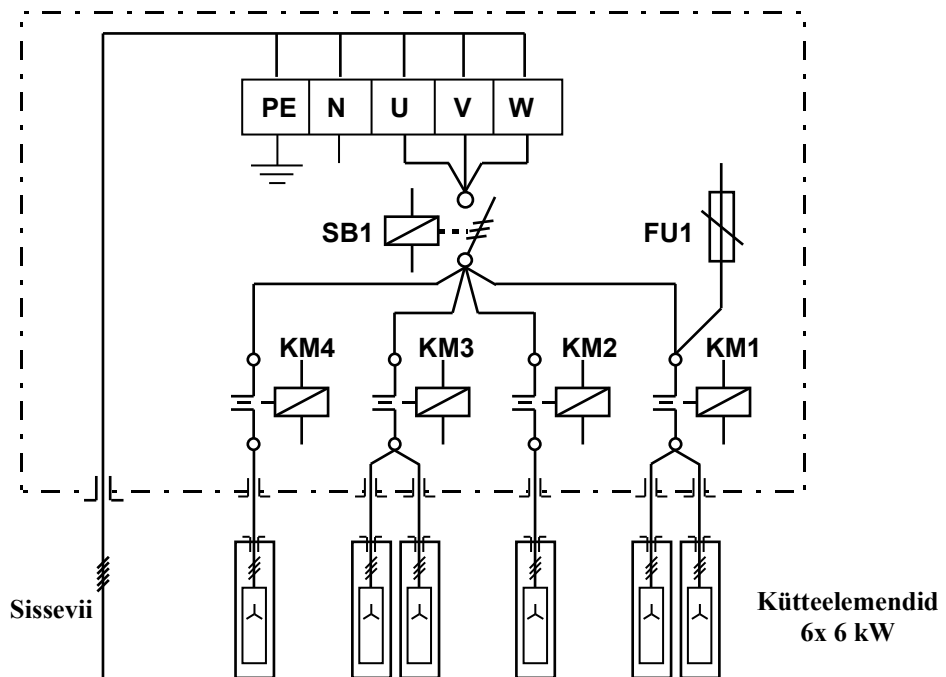 PE N U V W
SB1
FU1
KM4 KM3 KM2 KM1
Sissevii
Kütteelemendid
6x 6 kW